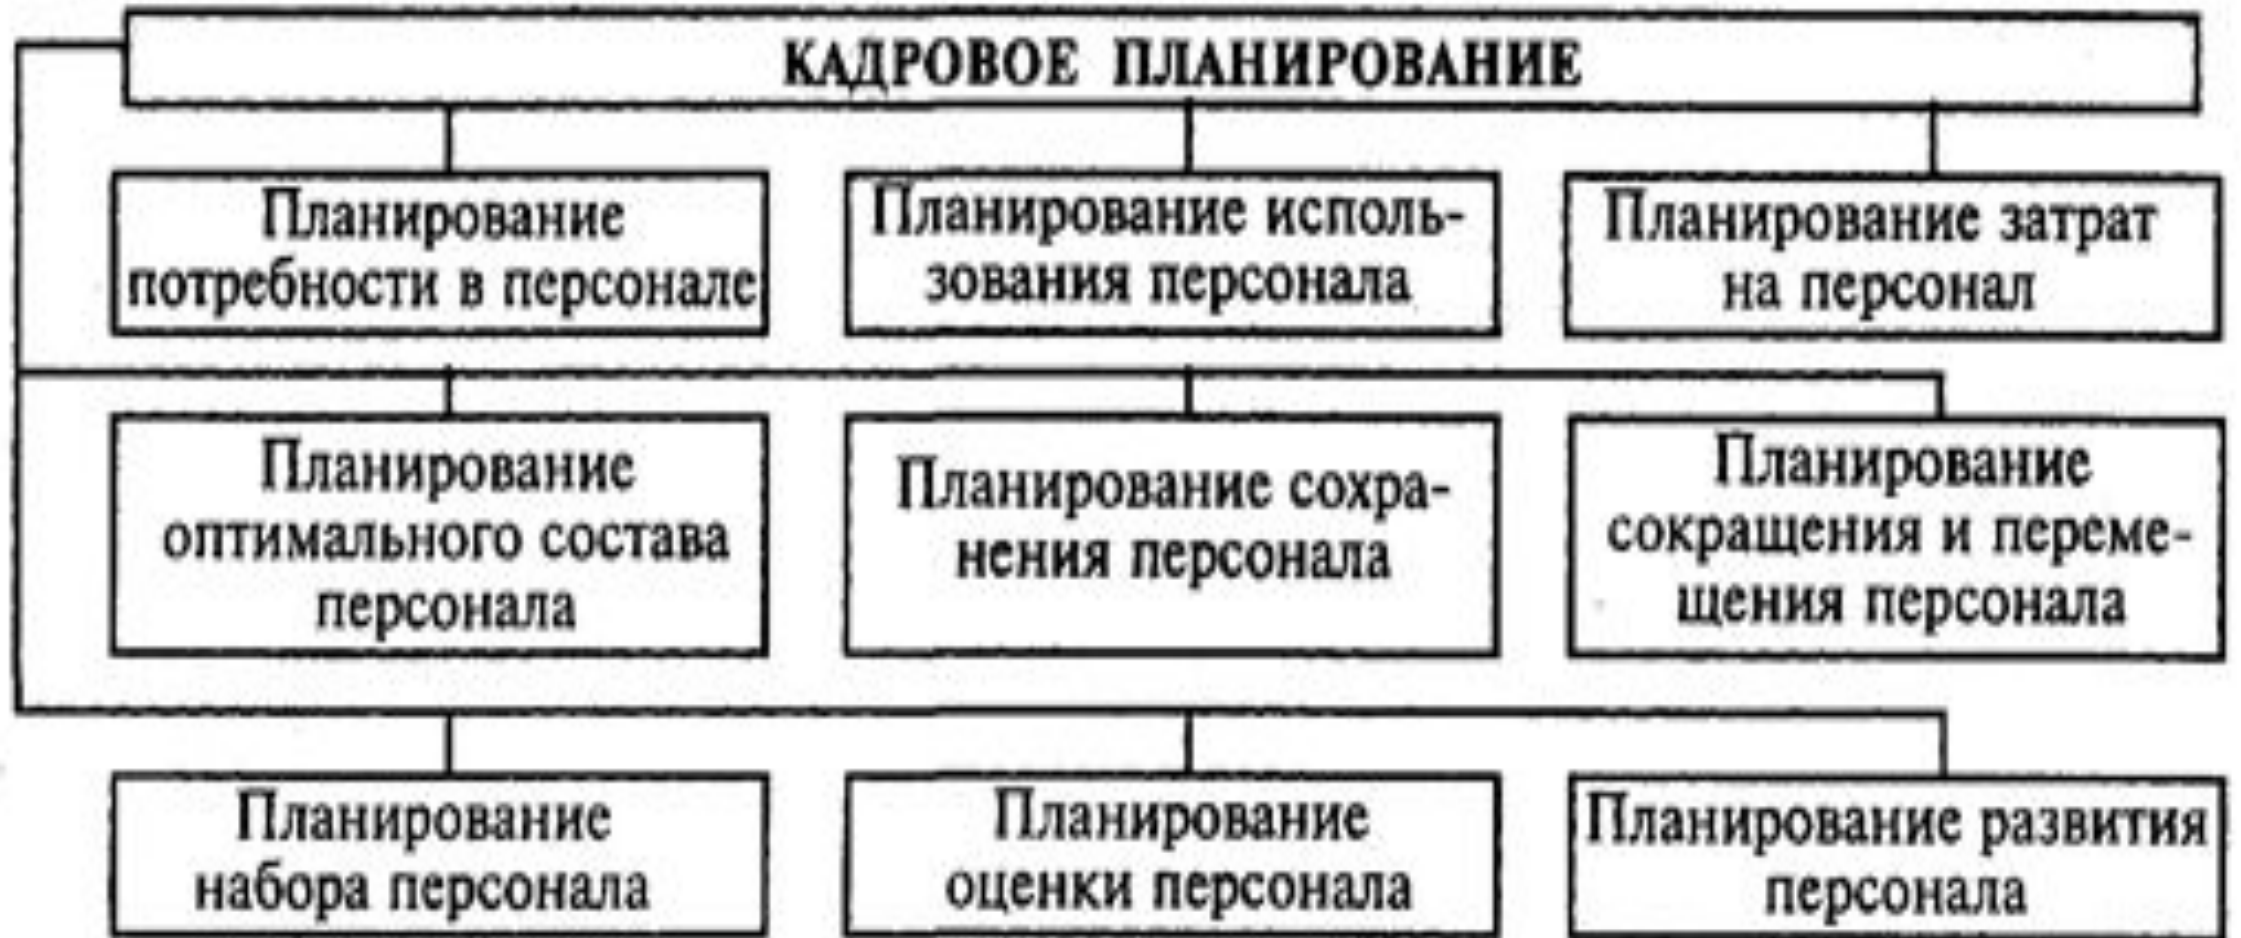 КАДРОВОЕ ПЛАНИРОВАНИЕ
Планирование
потребности в персонале
Планирование исполь-
зования персонала
Планирование затрат
на персонал
Планирование
оптимального состава
персонала
Планирование сохра-
нения персонала
Планирование
сокращения и переме-
щения персонала
Планирование
набора персонала
Планирование
оценки персонала
Планирование развития
персонала